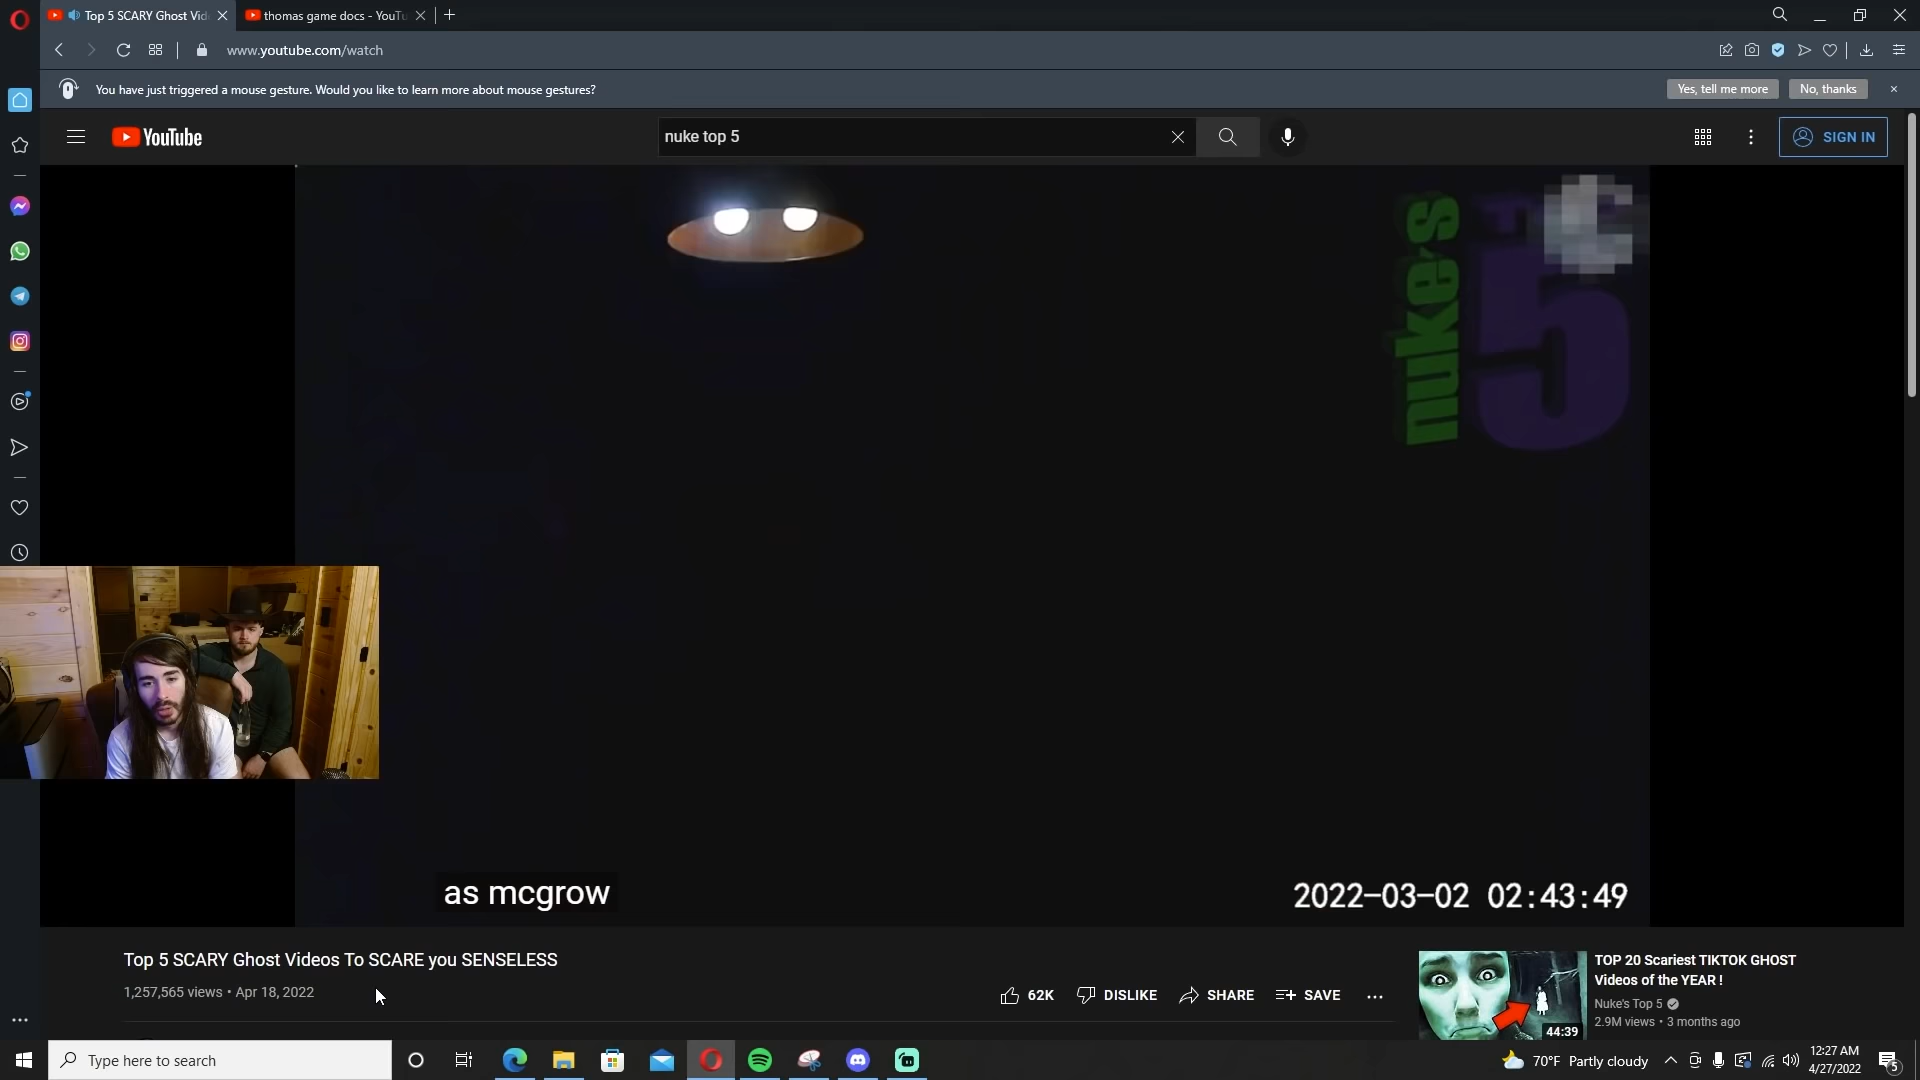 Top 5 SCARY Ghost Vid
thomas game docs - YouTu
www.youtube.com/watch
You have just triggered a mouse gesture. Would you like to learn more about mouse gestures?
Yes, tell me more
No, thanks
YouTube
nuke top 5
SIGN IN
nuke's
5
as mcgrow
2022-03-02 02:43:49
Top 5 SCARY Ghost Videos To SCARE you SENSELESS
1,257,565 views • Apr 18, 2022
62K
DISLIKE
SHARE
SAVE
44:39
TOP 20 Scariest TIKTOK GHOST
Videos of the YEAR !
Nuke's Top 5
2.9M views • 3 months ago
Type here to search
70°F Partly cloudy
12:27 AM
4/27/2022
5